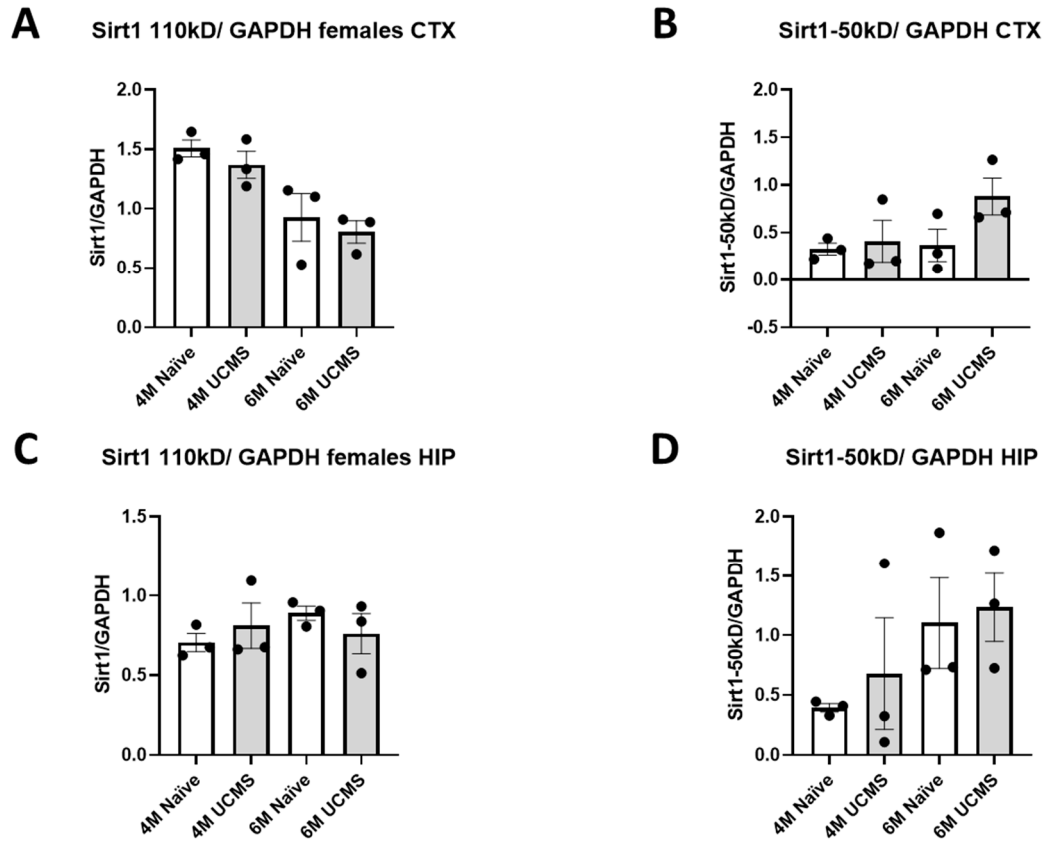 A
Sirt1 110kD/ GAPDH females CTX
Sirt1/GAPDH
2.0
1.5
1.0
0.5
0.0
4M Naïve
4M UCMS
6M Naïve
6M UCMS
B
Sirt1-50kD/ GAPDH CTX
Sirt1-50kD/GAPDH
2.0
1.5
1.0
0.5
0.0
-0.5
4M Naïve
4M UCMS
6M Naïve
6M UCMS
C
Sirt1 110kD/ GAPDH females HIP
Sirt1/GAPDH
1.5
1.0
0.5
0.0
4M Naïve
4M UCMS
6M Naïve
6M UCMS
D
Sirt1-50kD/ GAPDH HIP
Sirt1-50kD/GAPDH
2.0
1.5
1.0
0.5
0.0
4M Naïve
4M UCMS
6M Naïve
6M UCMS